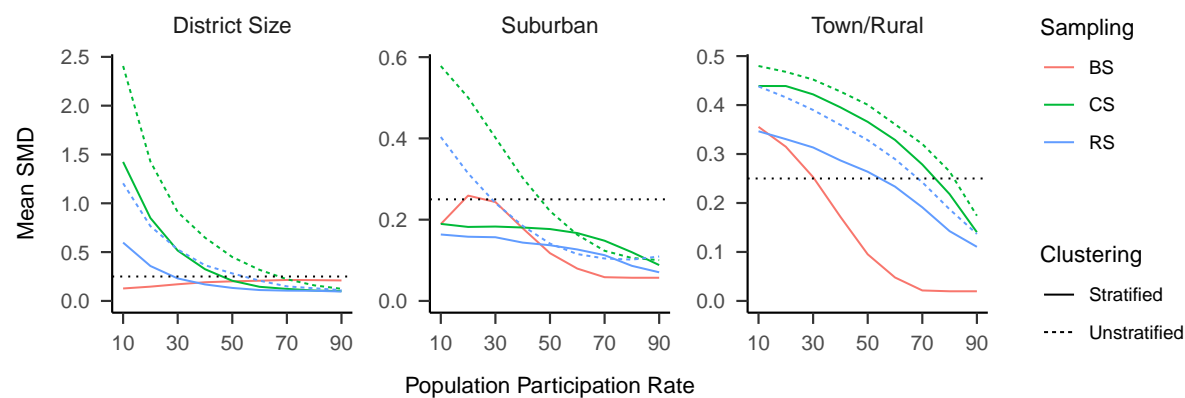 District Size
Suburban
Town/Rural
Mean SMD
2.5
2.0
1.5
1.0
0.5
0.0
10 30 50 70 90
0.6
0.4
0.2
0.0
10 30 50 70 90
0.5
0.4
0.3
0.2
0.1
0.0
10 30 50 70 90
Population Participation Rate
Sampling
BS
CS
RS
Clustering
Stratified
Unstratified